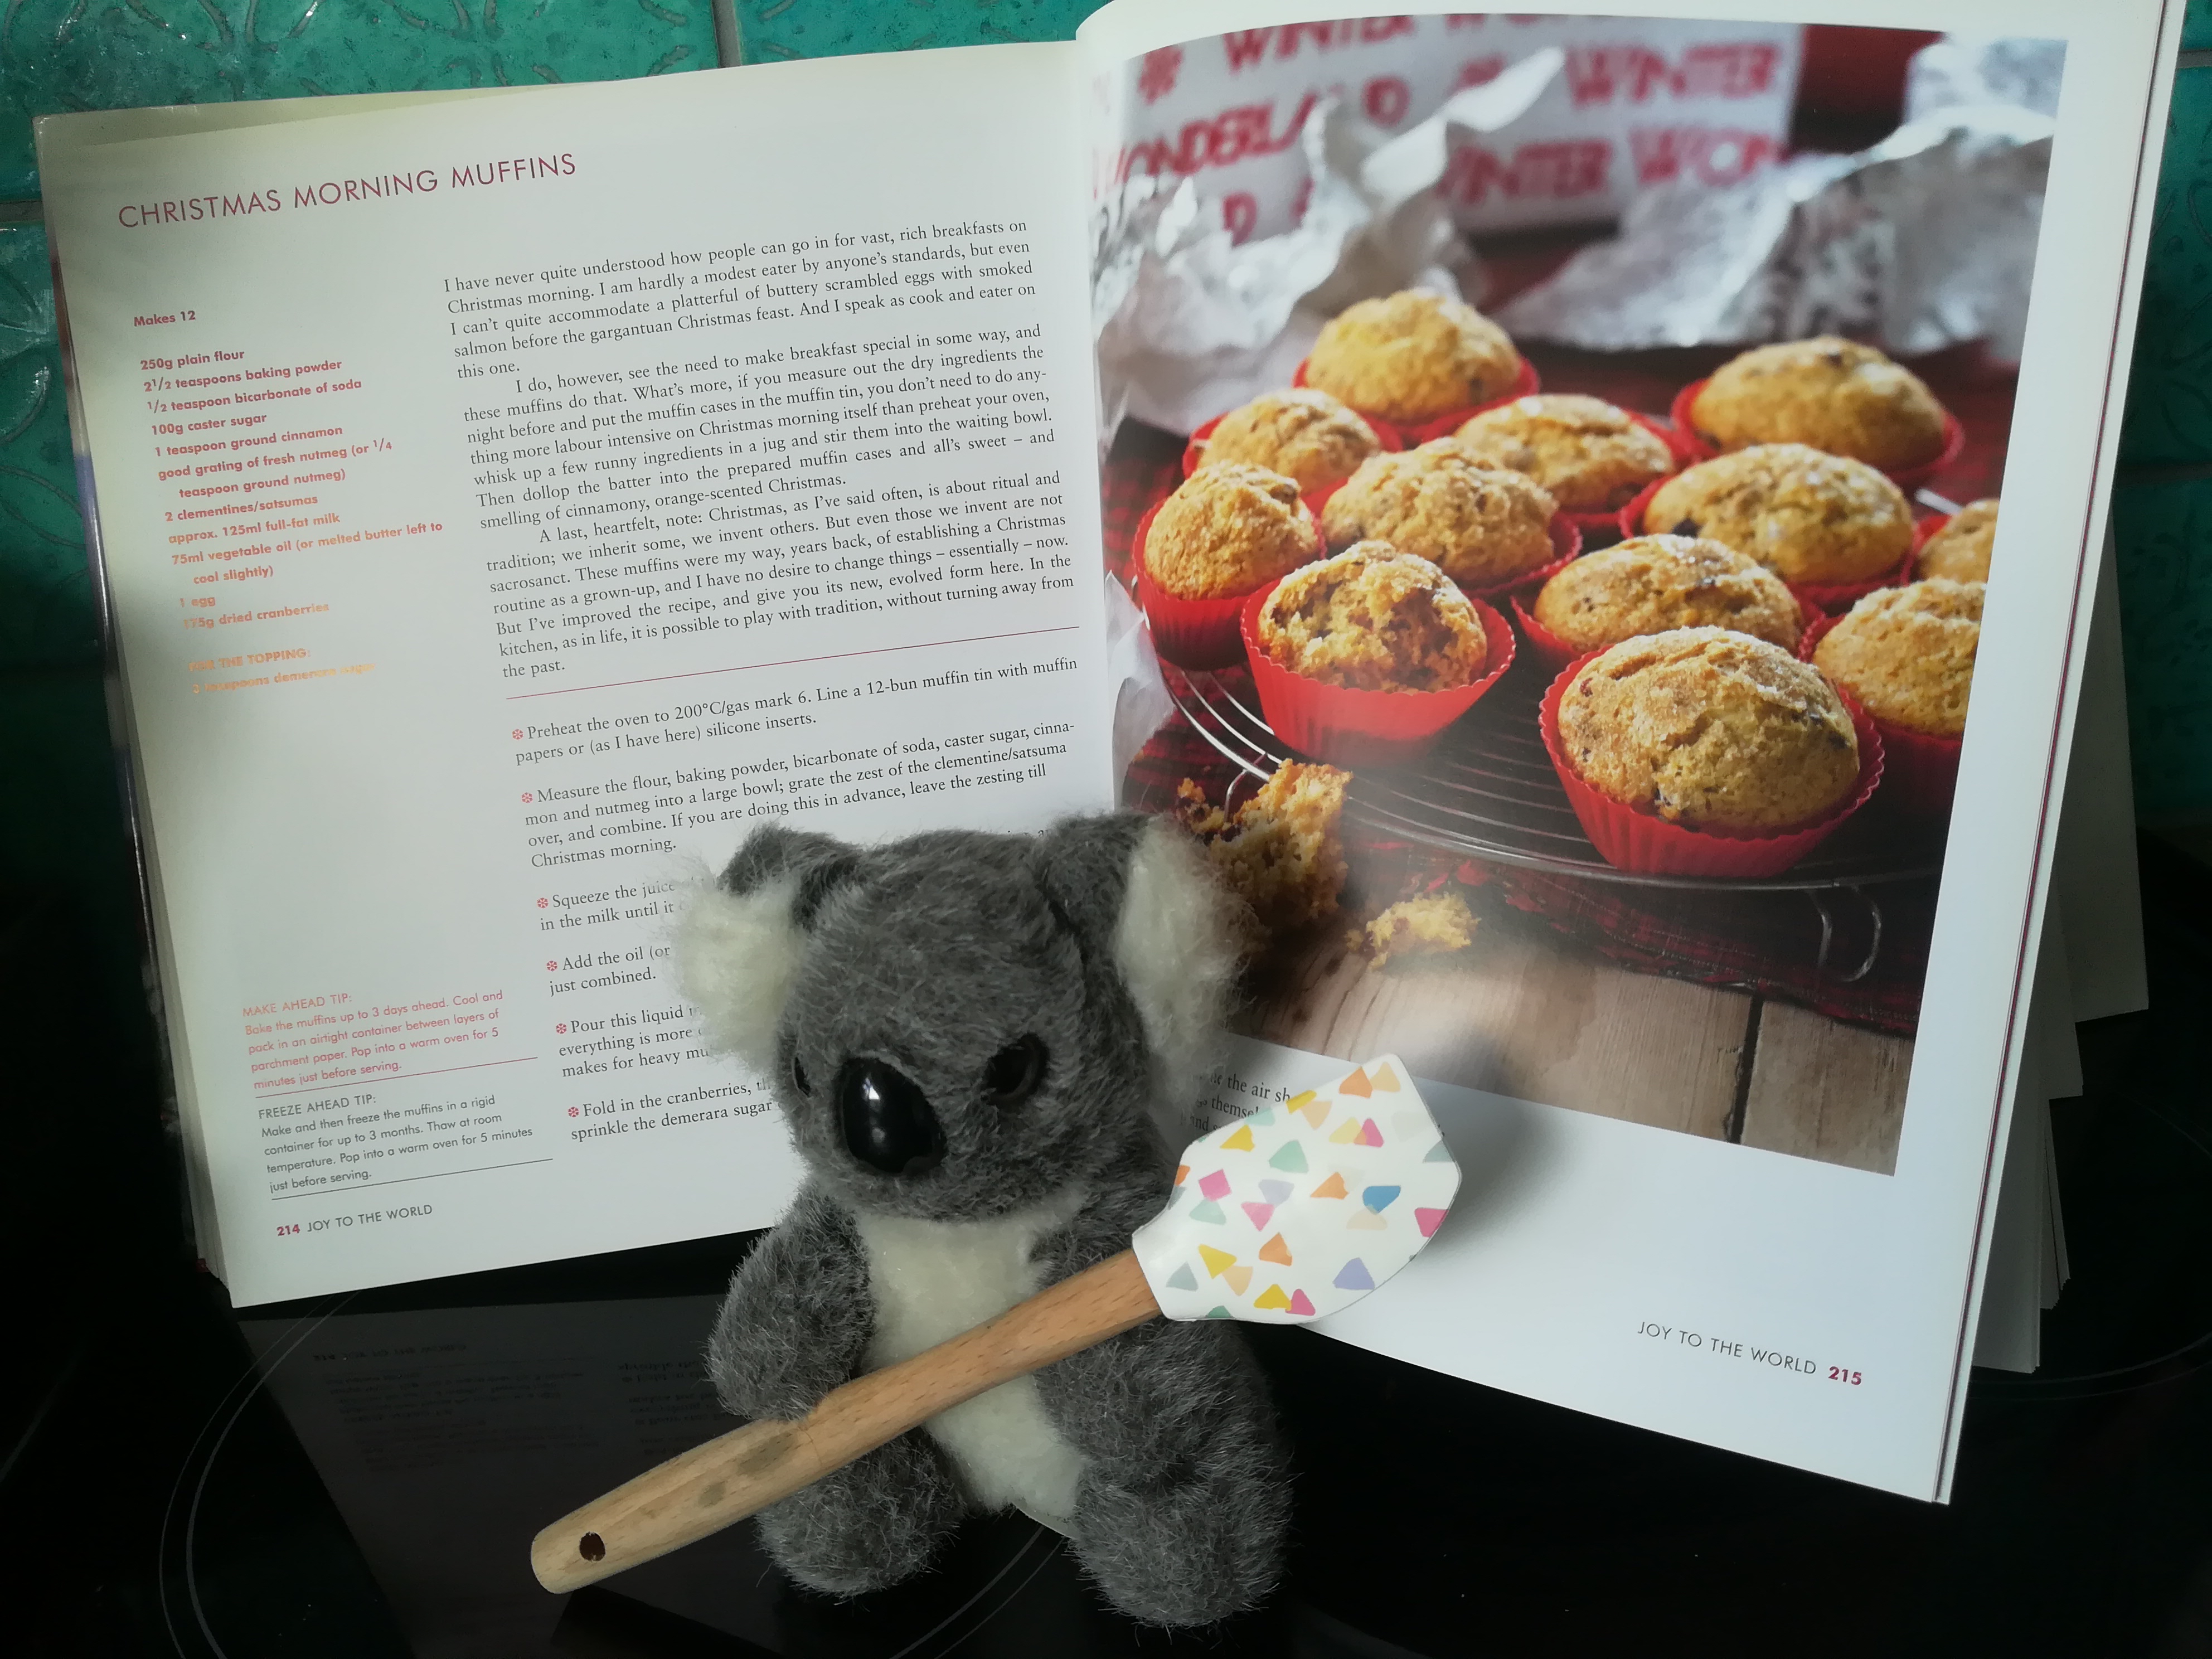 CHRISTMAS MORNING MUFFINS
Makes 12
250g plain flour
2 1/2 teaspoons baking powder
1/2 teaspoon bicarbonate of soda
100g caster sugar
1 teaspoon ground cinnamon
good grating of fresh nutmeg (or 1/4
teaspoon ground nutmeg)
2 clementines/satsumas
approx. 125ml full-fat milk
75ml vegetable oil (or melted butter left to
cool slightly)
1 egg
175g dried cranberries
FOR THE TOPPING:
3 teaspoons demerara sugar
MAKE AHEAD TIP:
Bake the muffins up to 3 days ahead. Cool and
pack in an airtight container between layers of
parchment paper. Pop into a warm oven for 5
minutes just before serving.
FREEZE AHEAD TIP:
Make and then freeze the muffins in a rigid
container for up to 3 months. Thaw at room
temperature. Pop into a warm oven for 5 minutes
just before serving.
214 JOY TO THE WORLD
I have never quite understood how people can go in for vast, rich breakfasts on
Christmas morning. I am hardly a modest eater by anyone's standards, but even
I can't quite accommodate a platterful of buttery scrambled eggs with smoked
salmon before the gargantuan Christmas feast. And I speak as cook and eater on
this one.
I do, however, see the need to make breakfast special in some way, and
these muffins do that. What's more, if you measure out the dry ingredients the
night before and put the muffin cases in the muffin tin, you don't need to do any-
thing more labour intensive on Christmas morning itself than preheat your oven,
whisk up a few runny ingredients in a jug and stir them into the waiting bowl.
Then dollop the batter into the prepared muffin cases and all's sweet – and
smelling of cinnamony, orange-scented Christmas.
A last, heartfelt, note: Christmas, as I've said often, is about ritual and
tradition; we inherit some, we invent others. But even those we invent are not
sacrosanct. These muffins were my way, years back, of establishing a Christmas
routine as a grown-up, and I have no desire to change things – essentially – now.
But I've improved the recipe, and give you its new, evolved form here. In the
kitchen, as in life, it is possible to play with tradition, without turning away from
the past.
Preheat the oven to 200°C/gas mark 6. Line a 12-bun muffin tin with muffin
papers or (as I have here) silicone inserts.
Measure the flour, baking powder, bicarbonate of soda, caster sugar, cinna-
mon and nutmeg into a large bowl; grate the zest of the clementine/satsuma
over, and combine. If you are doing this in advance, leave the zesting till
Christmas morning.
Squeeze the juice
in the milk until it
Add the oil (or
just combined.
Pour this liquid
everything is more
makes for heavy
Fold in the cranberries,
sprinkle the demerara sugar
the air
WINTER
WONDERLAND WINTER
WONDERLAND WINTER WON
JOY TO THE WORLD 215